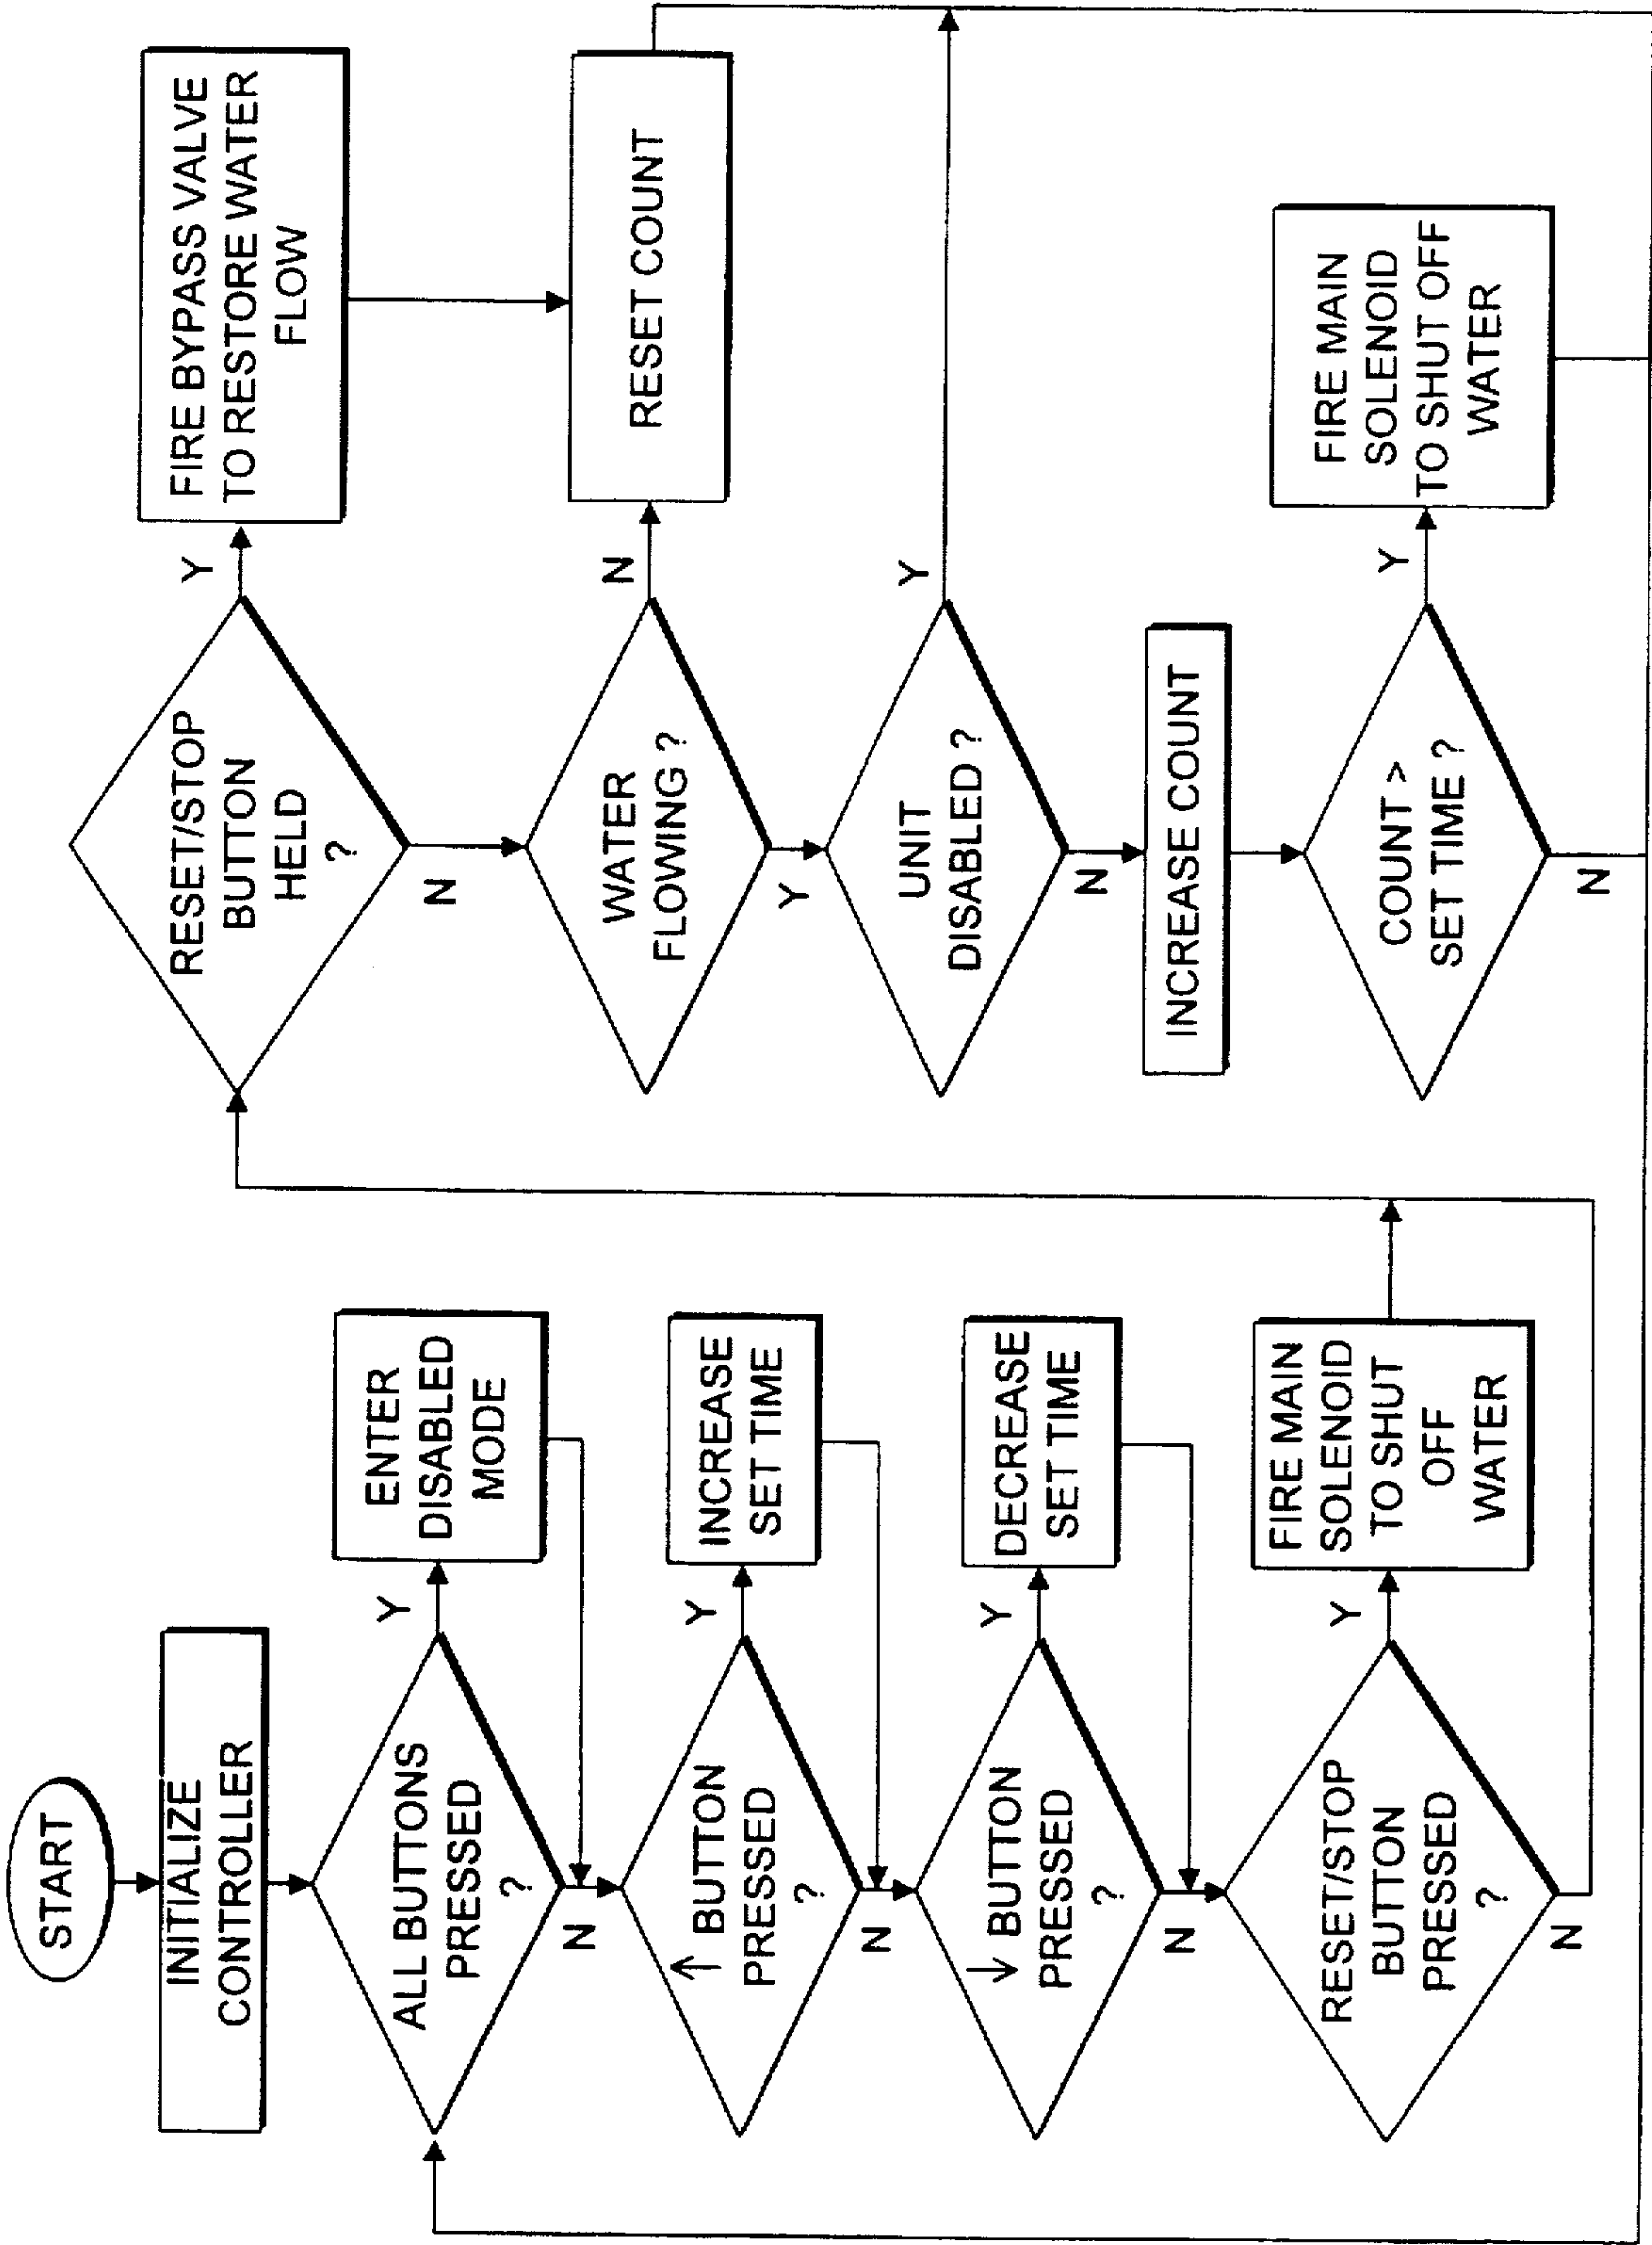 START
INITIALIZE
CONTROLLER
ALL BUTTONS
PRESSED
?
Y
N
ENTER
DISABLED
MODE
↑ BUTTON
PRESSED
?
Y
N
INCREASE
SET TIME
↓ BUTTON
PRESSED
?
Y
N
DECREASE
SET TIME
RESET/STOP
BUTTON
PRESSED
?
Y
N
FIRE MAIN
SOLENOID
TO SHUT
OFF
WATER
RESET/STOP
BUTTON
HELD
?
Y
N
FIRE BYPASS VALVE
TO RESTORE WATER
FLOW
WATER
FLOWING ?
N
Y
RESET COUNT
UNIT
DISABLED ?
Y
N
INCREASE COUNT
COUNT >
SET TIME ?
Y
N
FIRE MAIN
SOLENOID
TO SHUT OFF
WATER